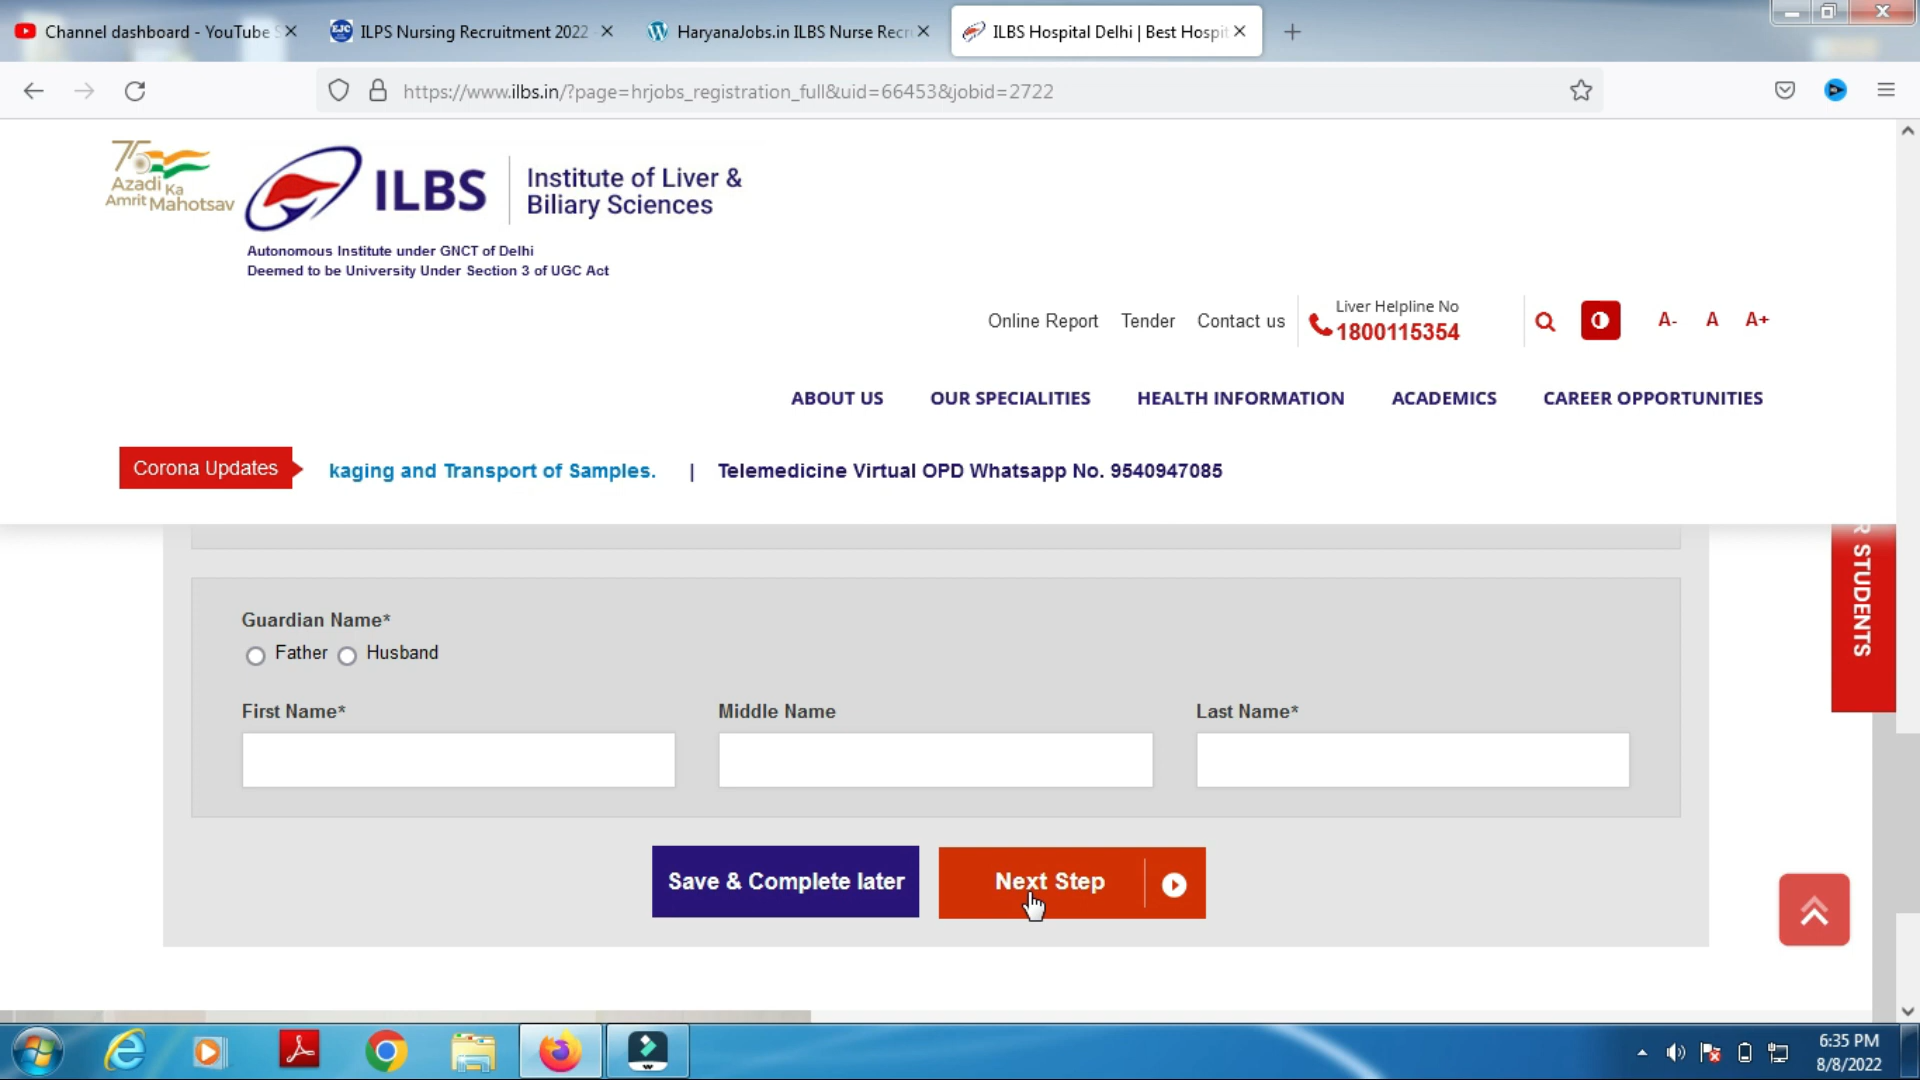 Channel dashboard - YouTube S
ILPS Nursing Recruitment 2022 -
HaryanaJobs.in ILBS Nurse Recru
ILBS Hospital Delhi | Best Hospit
https://www.ilbs.in/?page=hrjobs_registration_full&uid=66453&jobid=2722
75
Azadi Ka
Amrit Mahotsav
ILBS
Institute of Liver &
Biliary Sciences
Autonomous Institute under GNCT of Delhi
Deemed to be University Under Section 3 of UGC Act
Online Report
Tender
Contact us
Liver Helpline No
1800115354
A-
A
A+
ABOUT US
OUR SPECIALITIES
HEALTH INFORMATION
ACADEMICS
CAREER OPPORTUNITIES
Corona Updates
kaging and Transport of Samples. | Telemedicine Virtual OPD Whatsapp No. 9540947085
R STUDENTS
Guardian Name*
Father
Husband
First Name*
Middle Name
Last Name*
Save & Complete later
Next Step
6:35 PM
8/8/2022